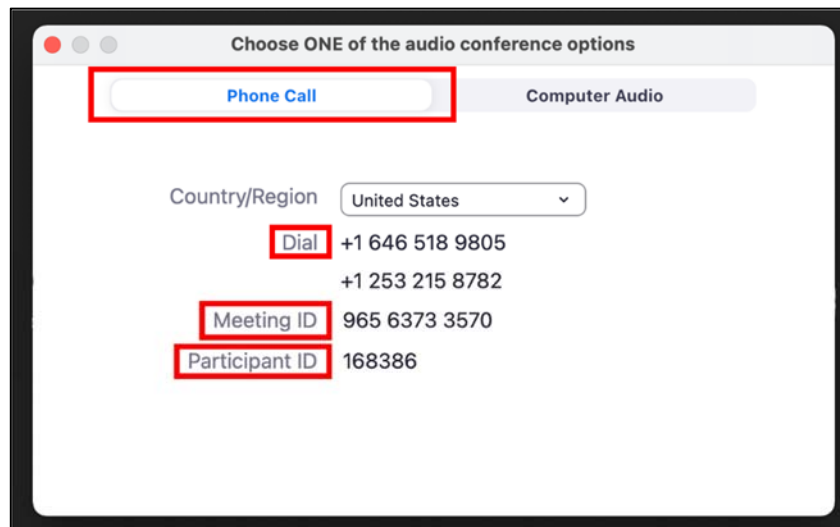 Choose ONE of the audio conference options
Phone Call Computer Audio
Country/Region United States
Dial +1 646 518 9805
+1 253 215 8782
Meeting ID 965 6373 3570
Participant ID 168386